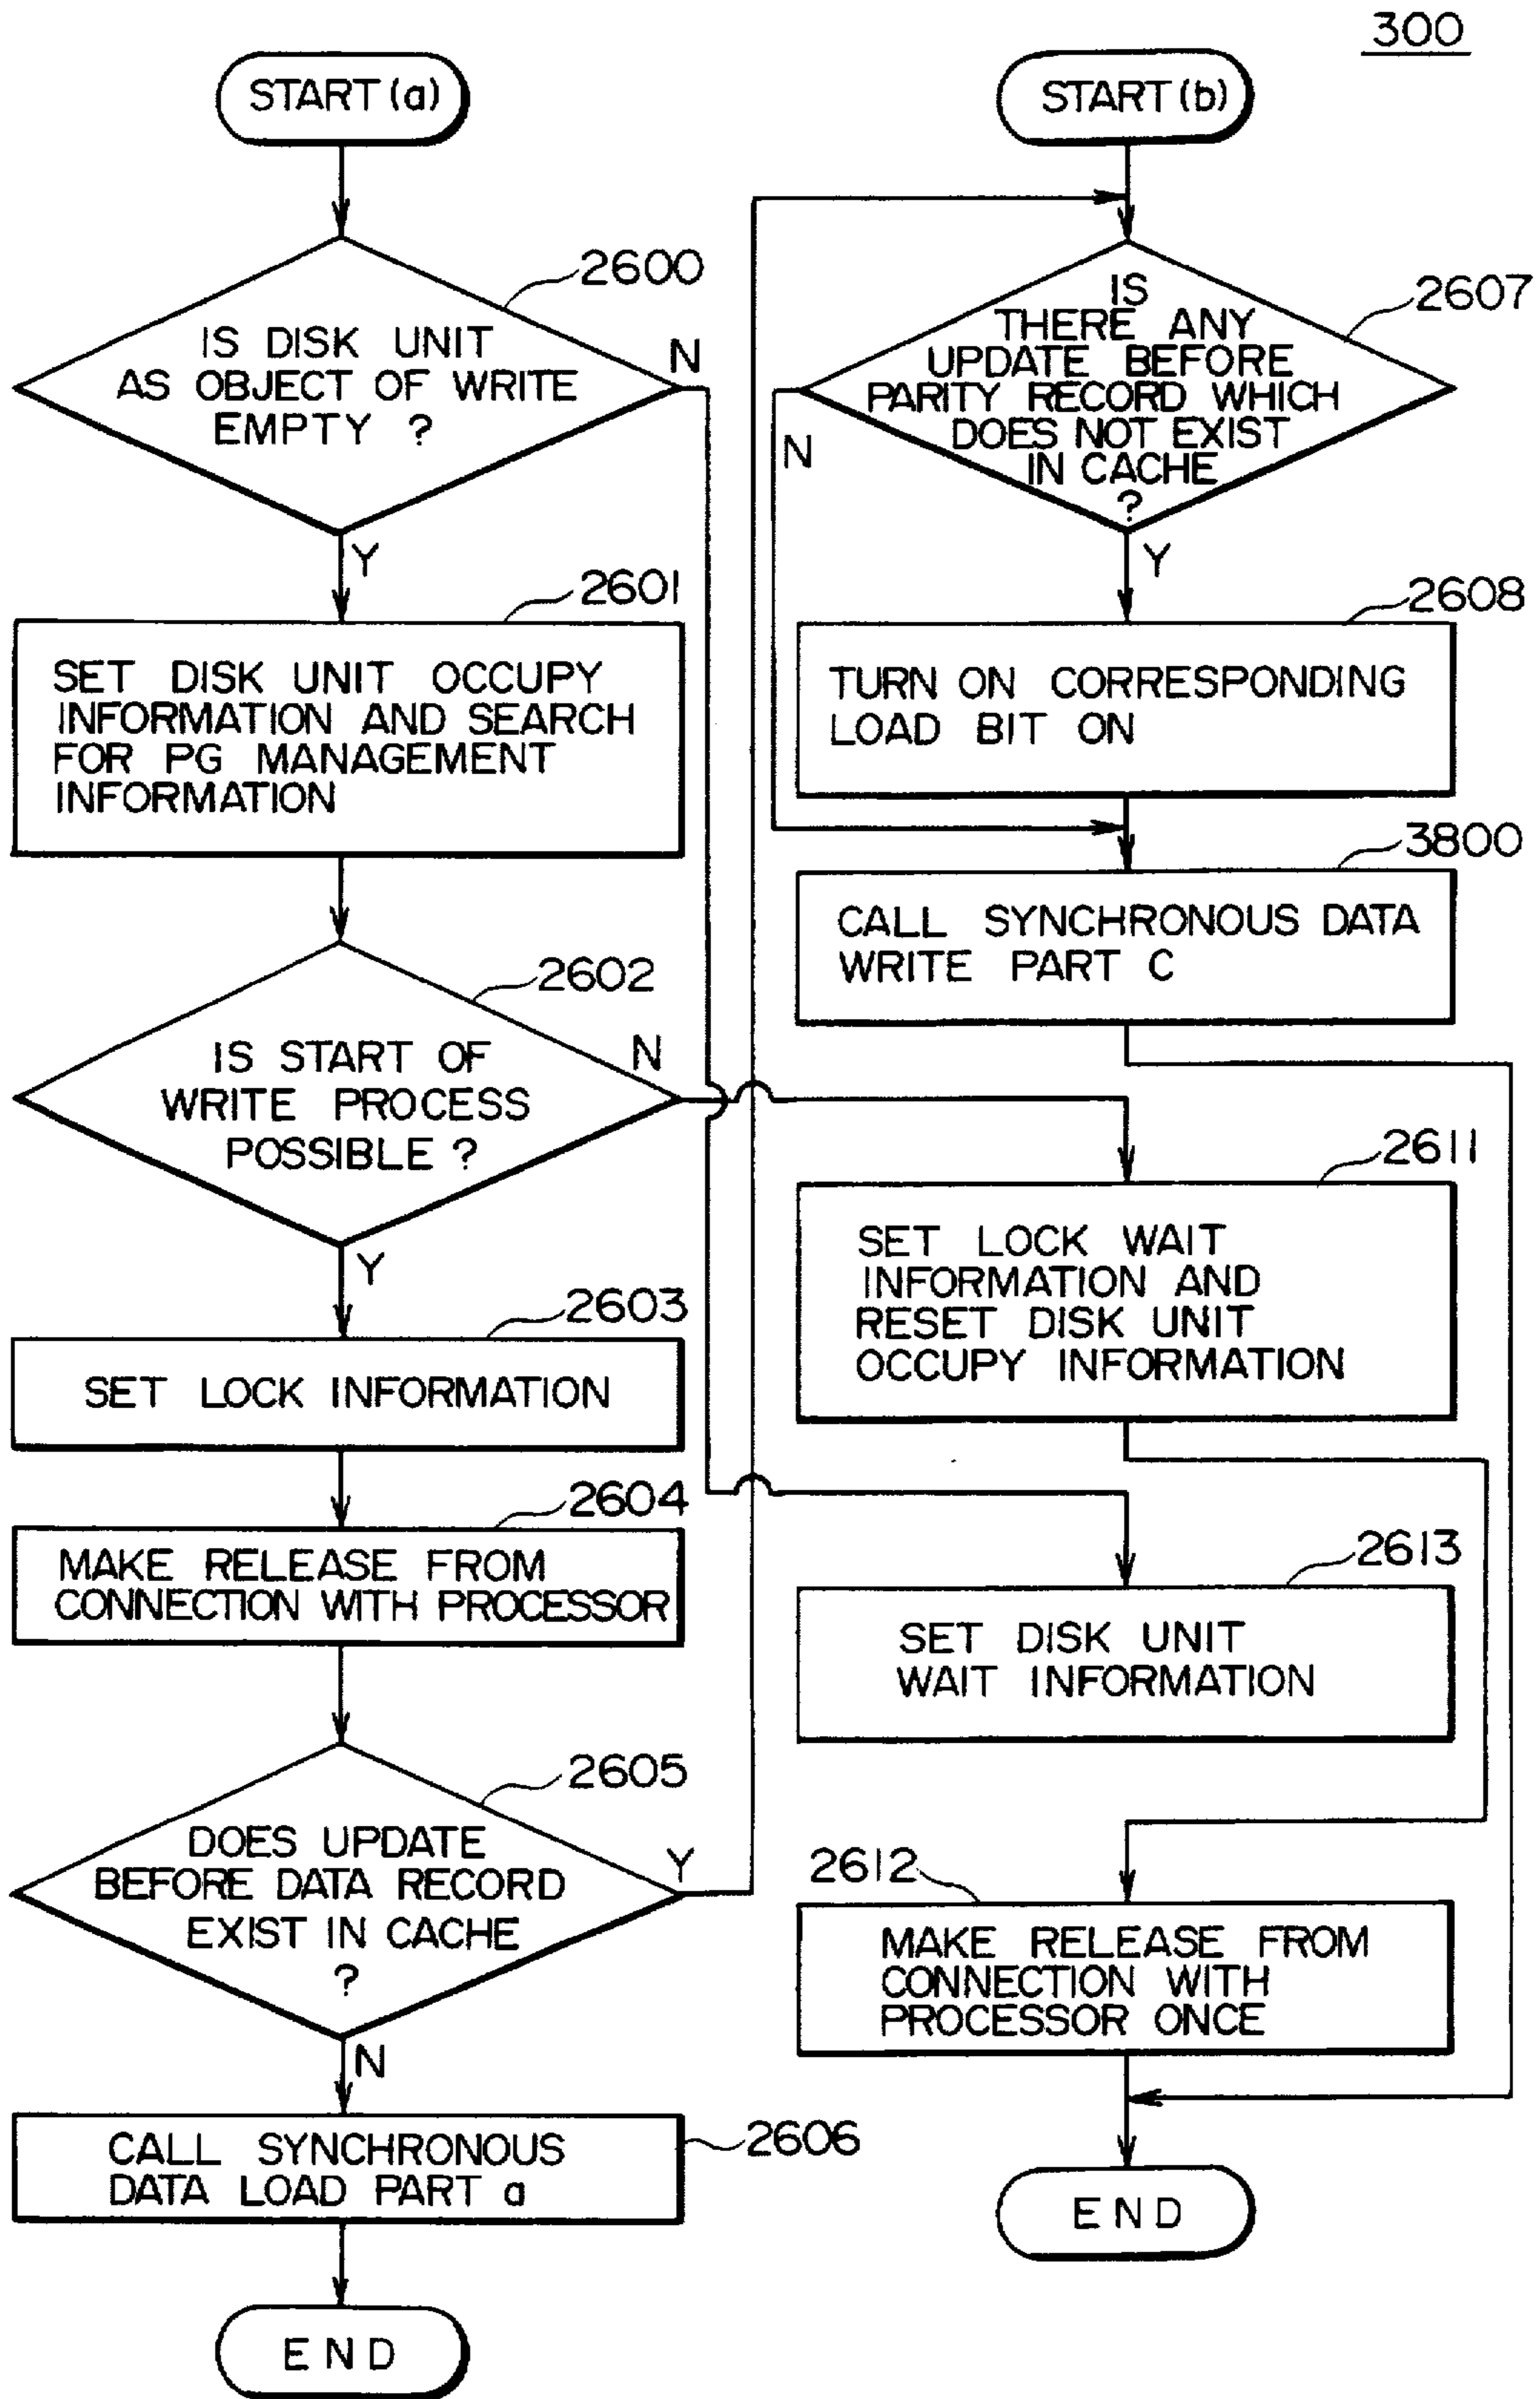 300
START (a)
2600
IS DISK UNIT
AS OBJECT OF WRITE
EMPTY ?
N
Y
2601
SET DISK UNIT OCCUPY
INFORMATION AND SEARCH
FOR PG MANAGEMENT
INFORMATION
2602
IS START OF
WRITE PROCESS
POSSIBLE ?
N
Y
2603
SET LOCK INFORMATION
2604
MAKE RELEASE FROM
CONNECTION WITH PROCESSOR
2605
DOES UPDATE
BEFORE DATA RECORD
EXIST IN CACHE
?
Y
N
CALL SYNCHRONOUS
DATA LOAD PART a
2606
END
START (b)
IS
THERE ANY
UPDATE BEFORE
PARITY RECORD WHICH
DOES NOT EXIST
IN CACHE
?
2607
N
Y
2608
TURN ON CORRESPONDING
LOAD BIT ON
3800
CALL SYNCHRONOUS DATA
WRITE PART C
2611
SET LOCK WAIT
INFORMATION AND
RESET DISK UNIT
OCCUPY INFORMATION
2613
SET DISK UNIT
WAIT INFORMATION
2612
MAKE RELEASE FROM
CONNECTION WITH
PROCESSOR ONCE
END